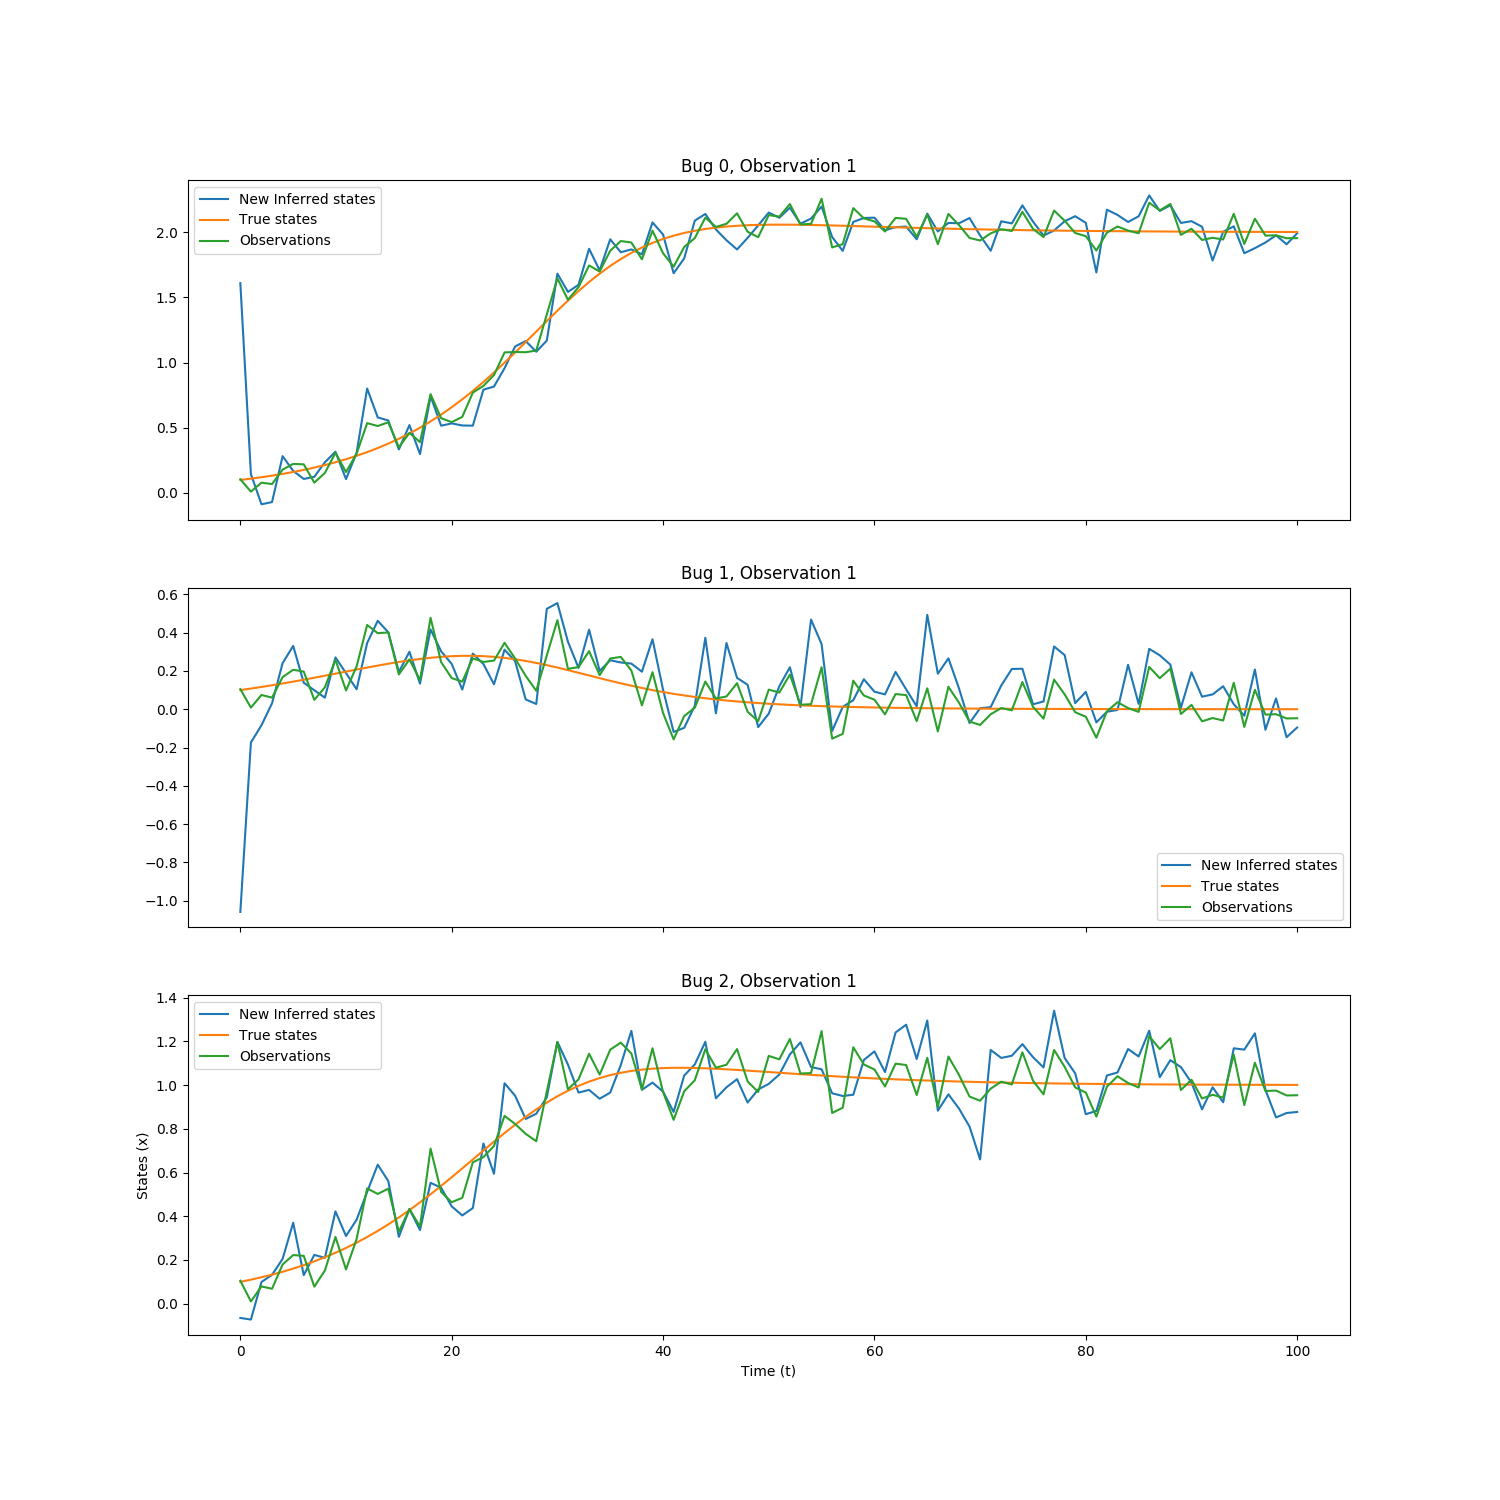 Bug 0, Observation 1
New Inferred states
True states
Observations
2.0
1.5
1.0
0.5
0.0
Bug 1, Observation 1
0.6
0.4
0.2
0.0
−0.2
−0.4
−0.6
−0.8
−1.0
New Inferred states
True states
Observations
Bug 2, Observation 1
New Inferred states
True states
Observations
1.4
1.2
1.0
0.8
0.6
0.4
0.2
0.0
States (x)
0 20 40 60 80 100
Time (t)